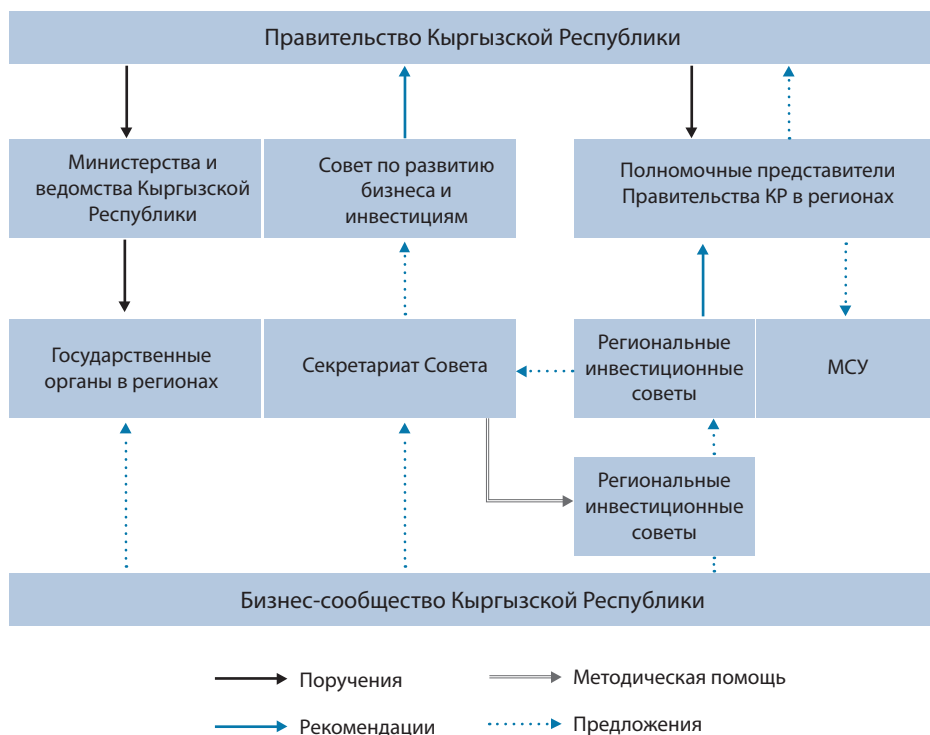 Правительство Кыргызской Республики
Министерства и
ведомства Кыргызской
Республики
Совет по развитию
бизнеса и
инвестициям
Полномочные представители
Правительства КР в регионах
Государственные
органы в регионах
Секретариат Совета
Региональные
инвестиционные
советы
МСУ
Региональные
инвестиционные
советы
Бизнес-сообщество Кыргызской Республики
Поручения
Методическая помощь
Рекомендации
Предложения